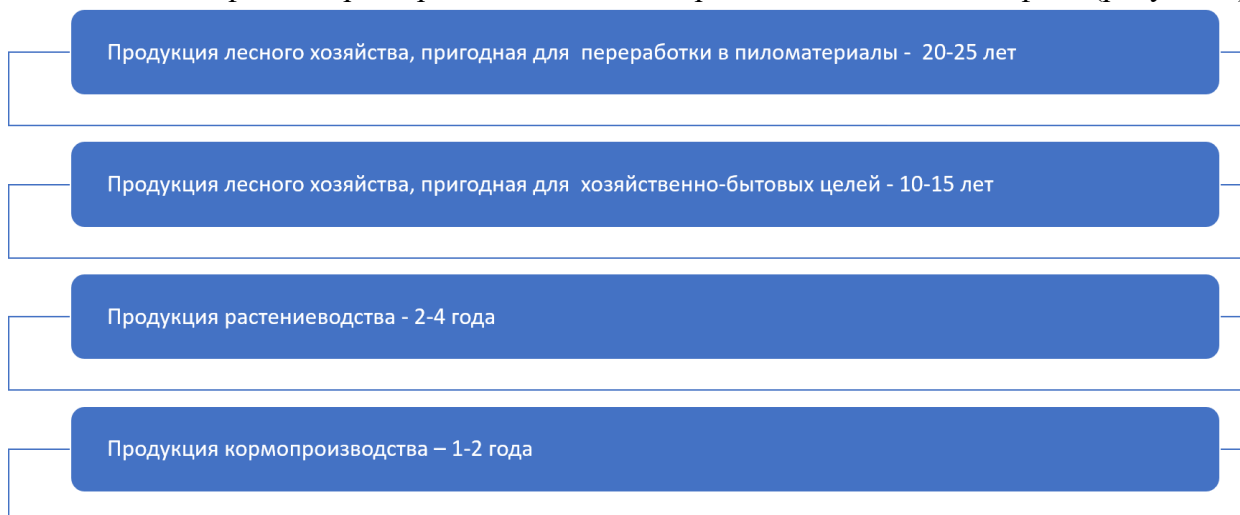 Продукция лесного хозяйства, пригодная для переработки в пиломатериалы - 20-25 лет
Продукция лесного хозяйства, пригодная для хозяйственно-бытовых целей - 10-15 лет
Продукция растениеводства - 2-4 года
Продукция кормопроизводства – 1-2 года